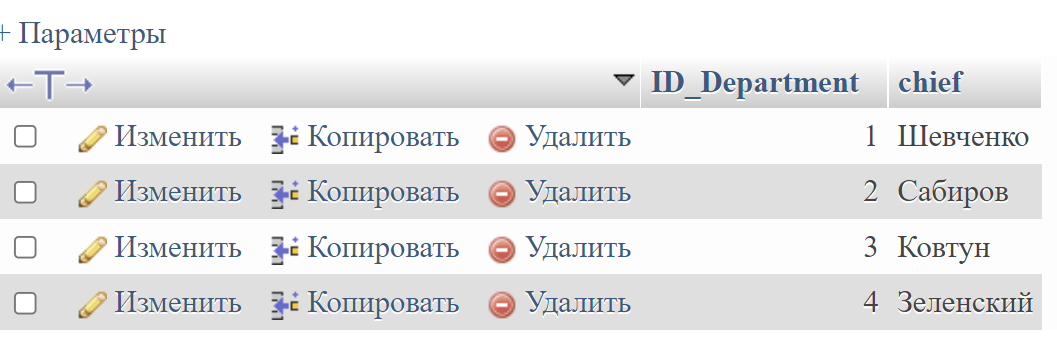 + Параметры
←T→ ID_Department chief
Изменить Копировать Удалить 1 Шевченко
Изменить Копировать Удалить 2 Сабиров
Изменить Копировать Удалить 3 Ковтун
Изменить Копировать Удалить 4 Зеленский